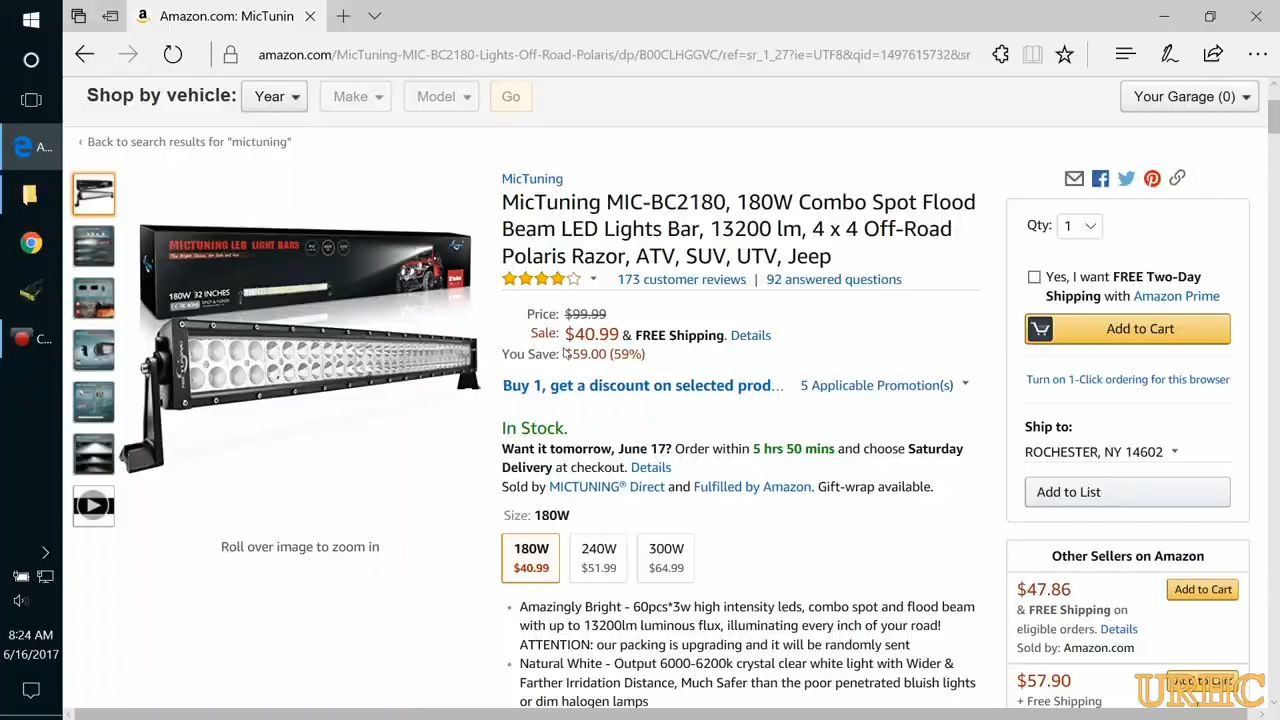 Amazon.com: MicTunin
amazon.com/MicTuning-MIC-BC2180-Lights-Off-Road-Polaris/dp/B00CLHGGVC/ref=sr_1_27?ie=UTF8&qid=1497615732&sr
Shop by vehicle: Year Make Model Go Your Garage (0)
‹ Back to search results for "mictuning"
MICTUNING LED LIGHT BARS
180W 32 INCHES
Roll over image to zoom in
MicTuning
MicTuning MIC-BC2180, 180W Combo Spot Flood
Beam LED Lights Bar, 13200 lm, 4 x 4 Off-Road
Polaris Razor, ATV, SUV, UTV, Jeep
173 customer reviews | 92 answered questions
Price: $99.99
Sale: $40.99 & FREE Shipping. Details
You Save: $59.00 (59%)
Buy 1, get a discount on selected prod... 5 Applicable Promotion(s)
In Stock.
Want it tomorrow, June 17? Order within 5 hrs 50 mins and choose Saturday
Delivery at checkout. Details
Sold by MICTUNING® Direct and Fulfilled by Amazon. Gift-wrap available.
Size: 180W
180W 240W 300W
$40.99 $51.99 $64.99
• Amazingly Bright - 60pcs*3w high intensity leds, combo spot and flood beam
with up to 13200lm luminous flux, illuminating every inch of your road!
ATTENTION: our packing is upgrading and it will be randomly sent
• Natural White - Output 6000-6200k crystal clear white light with Wider &
Farther Irridation Distance, Much Safer than the poor penetrated bluish lights
or dim halogen lamps
Qty: 1
Yes, I want FREE Two-Day
Shipping with Amazon Prime
Add to Cart
Turn on 1-Click ordering for this browser
Ship to:
ROCHESTER, NY 14602
Add to List
Other Sellers on Amazon
$47.86 Add to Cart
& FREE Shipping on
eligible orders. Details
Sold by: Amazon.com
$57.90 Add to Cart
+ Free Shipping
UKHC
A...
C...
8:24 AM
6/16/2017